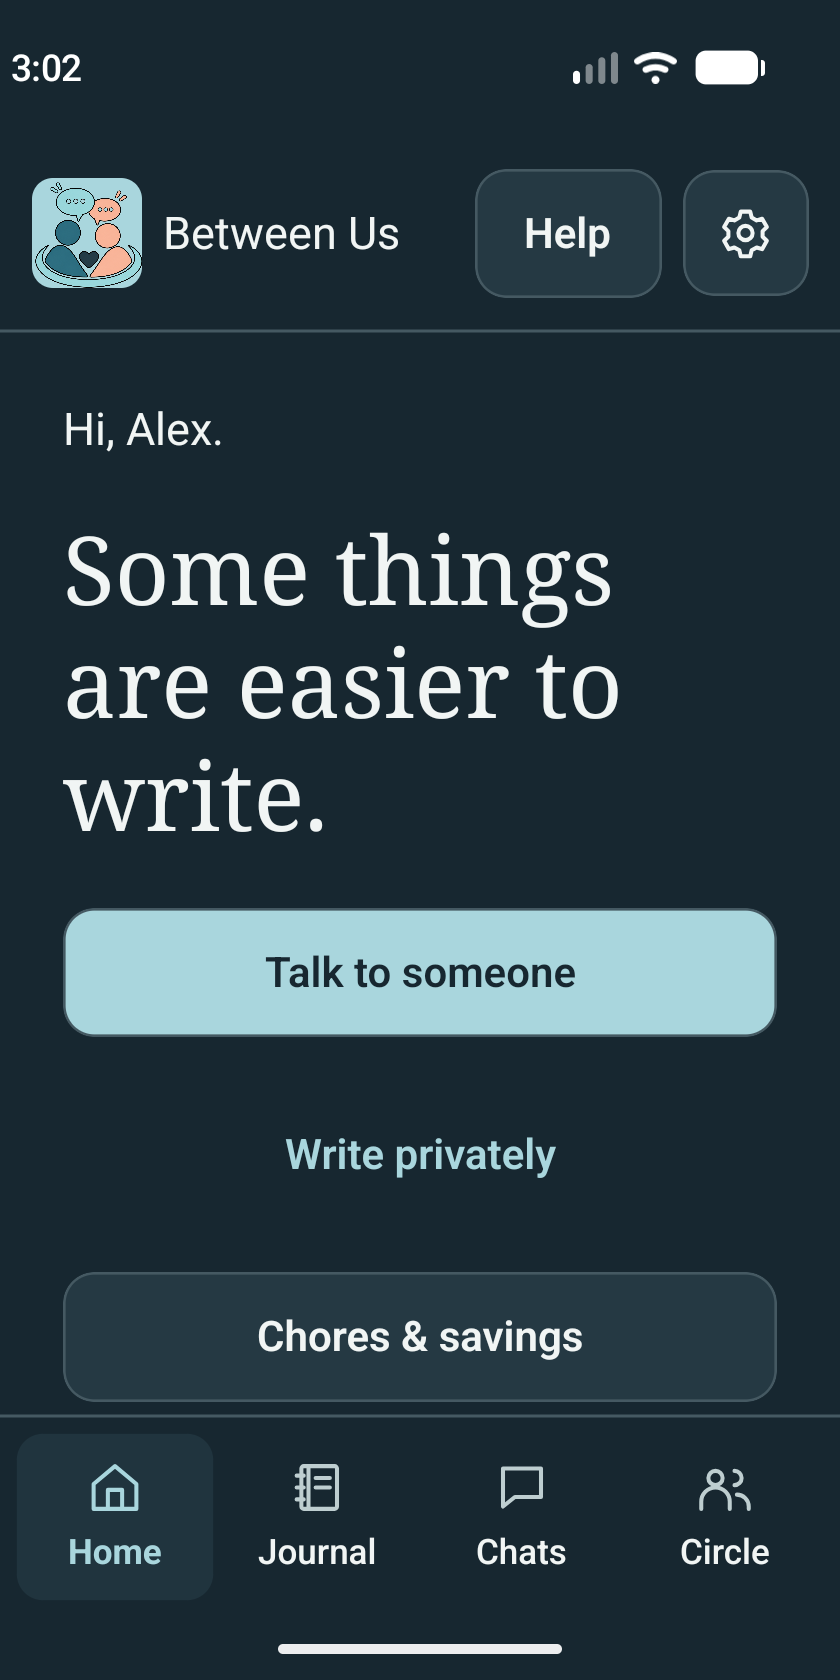 3:02
Between Us
Help
Hi, Alex.
Some things
are easier to
write.
Talk to someone
Write privately
Chores & savings
Home
Journal
Chats
Circle